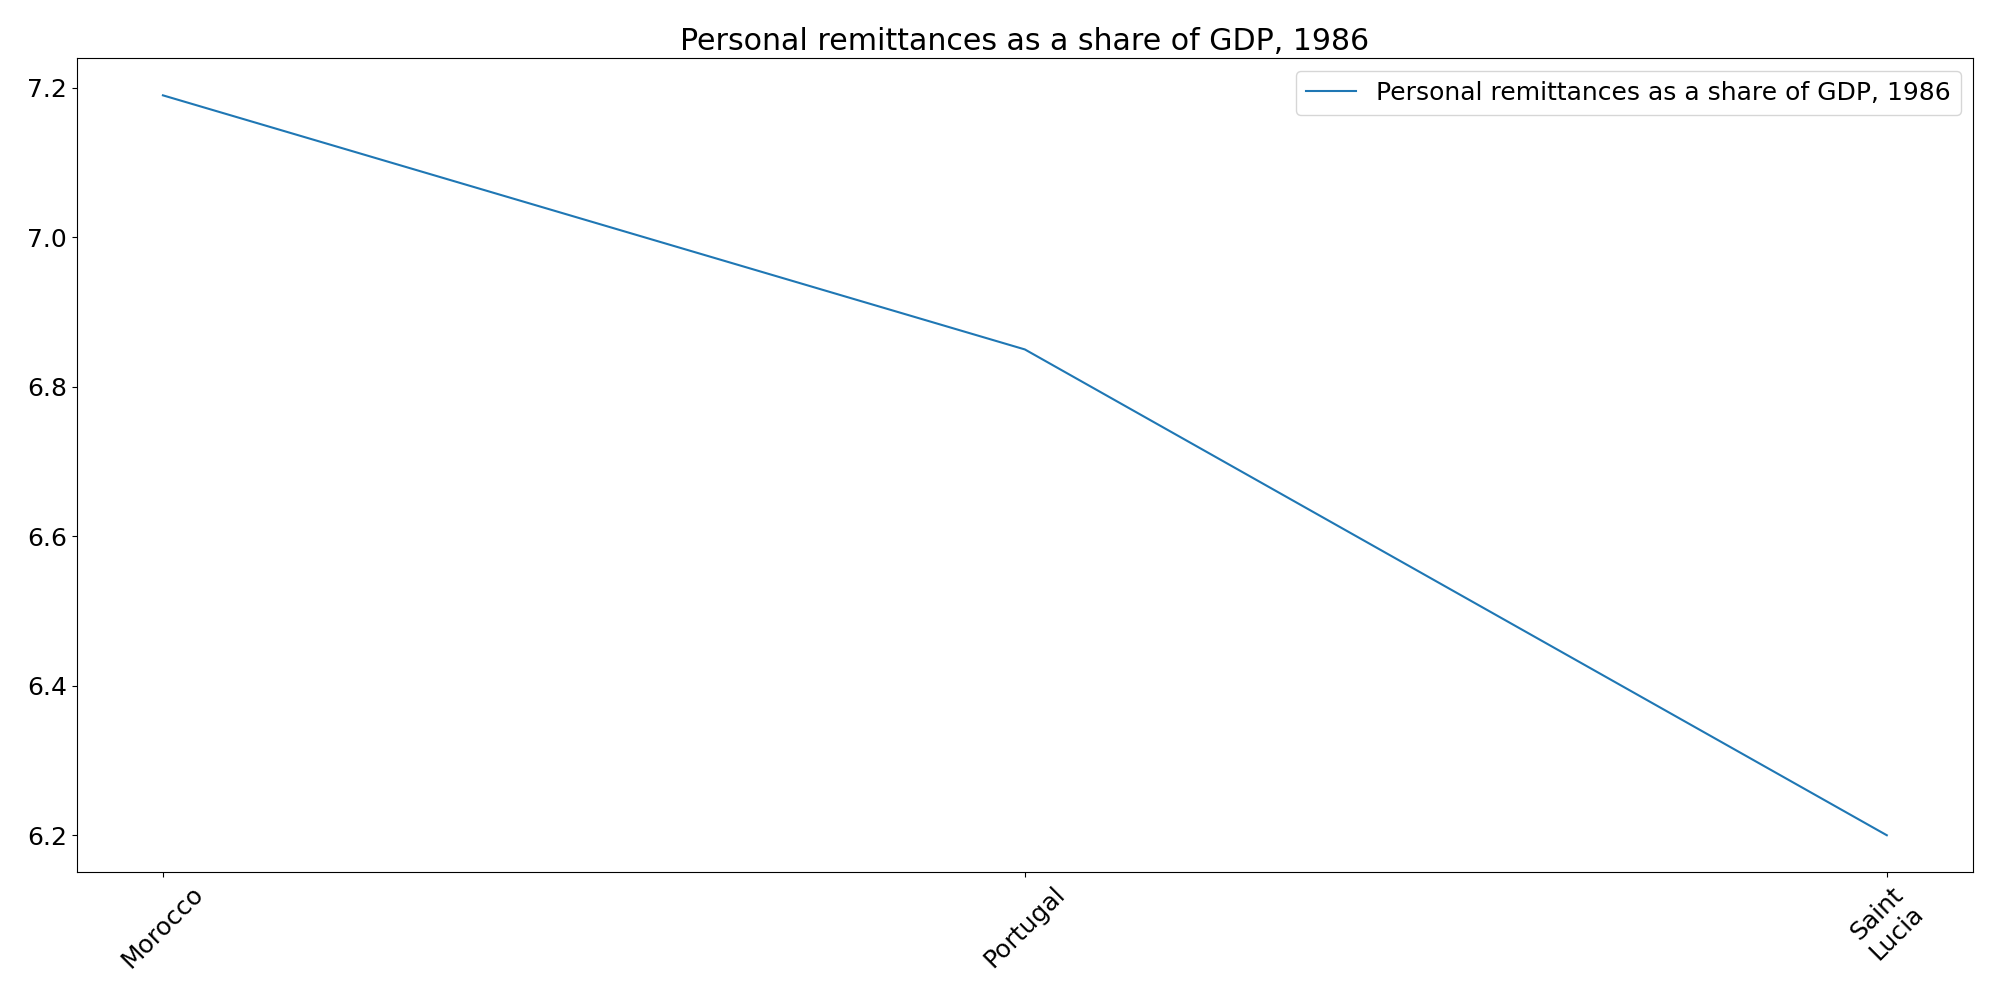 Personal remittances as a share of GDP, 1986
Personal remittances as a share of GDP, 1986
7.2
7.0
6.8
6.6
6.4
6.2
Morocco
Portugal
Saint
Lucia